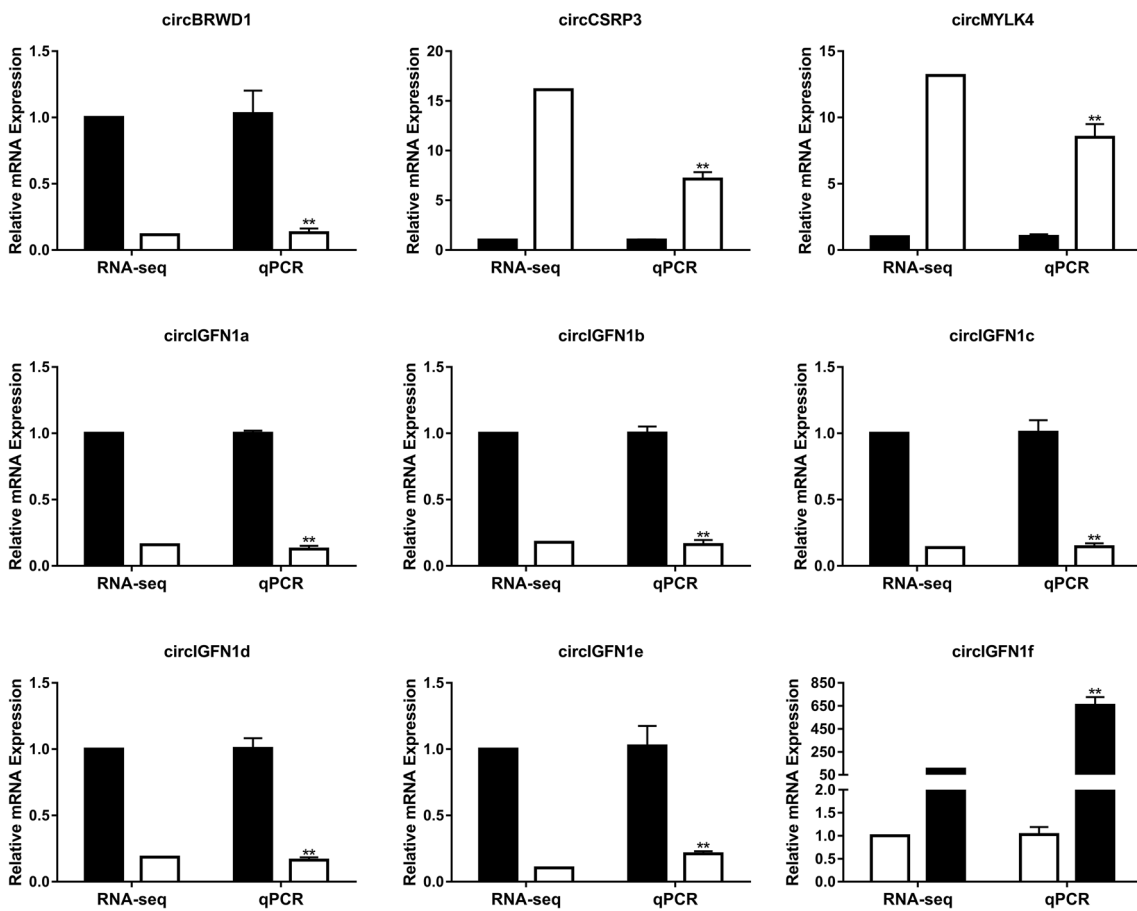 circBRWD1
Relative mRNA Expression
1.5
1.0
0.5
0.0
**
RNA-seq
qPCR
circCSRP3
Relative mRNA Expression
20
15
10
5
0
**
RNA-seq
qPCR
circMYLK4
Relative mRNA Expression
15
10
5
0
**
RNA-seq
qPCR
circIGFN1a
Relative mRNA Expression
1.5
1.0
0.5
0.0
**
RNA-seq
qPCR
circIGFN1b
Relative mRNA Expression
1.5
1.0
0.5
0.0
**
RNA-seq
qPCR
circIGFN1c
Relative mRNA Expression
1.5
1.0
0.5
0.0
**
RNA-seq
qPCR
circIGFN1d
Relative mRNA Expression
1.5
1.0
0.5
0.0
**
RNA-seq
qPCR
circIGFN1e
Relative mRNA Expression
1.5
1.0
0.5
0.0
**
RNA-seq
qPCR
circIGFN1f
Relative mRNA Expression
850
650
450
250
50
2.0
1.5
1.0
0.5
0.0
**
RNA-seq
qPCR